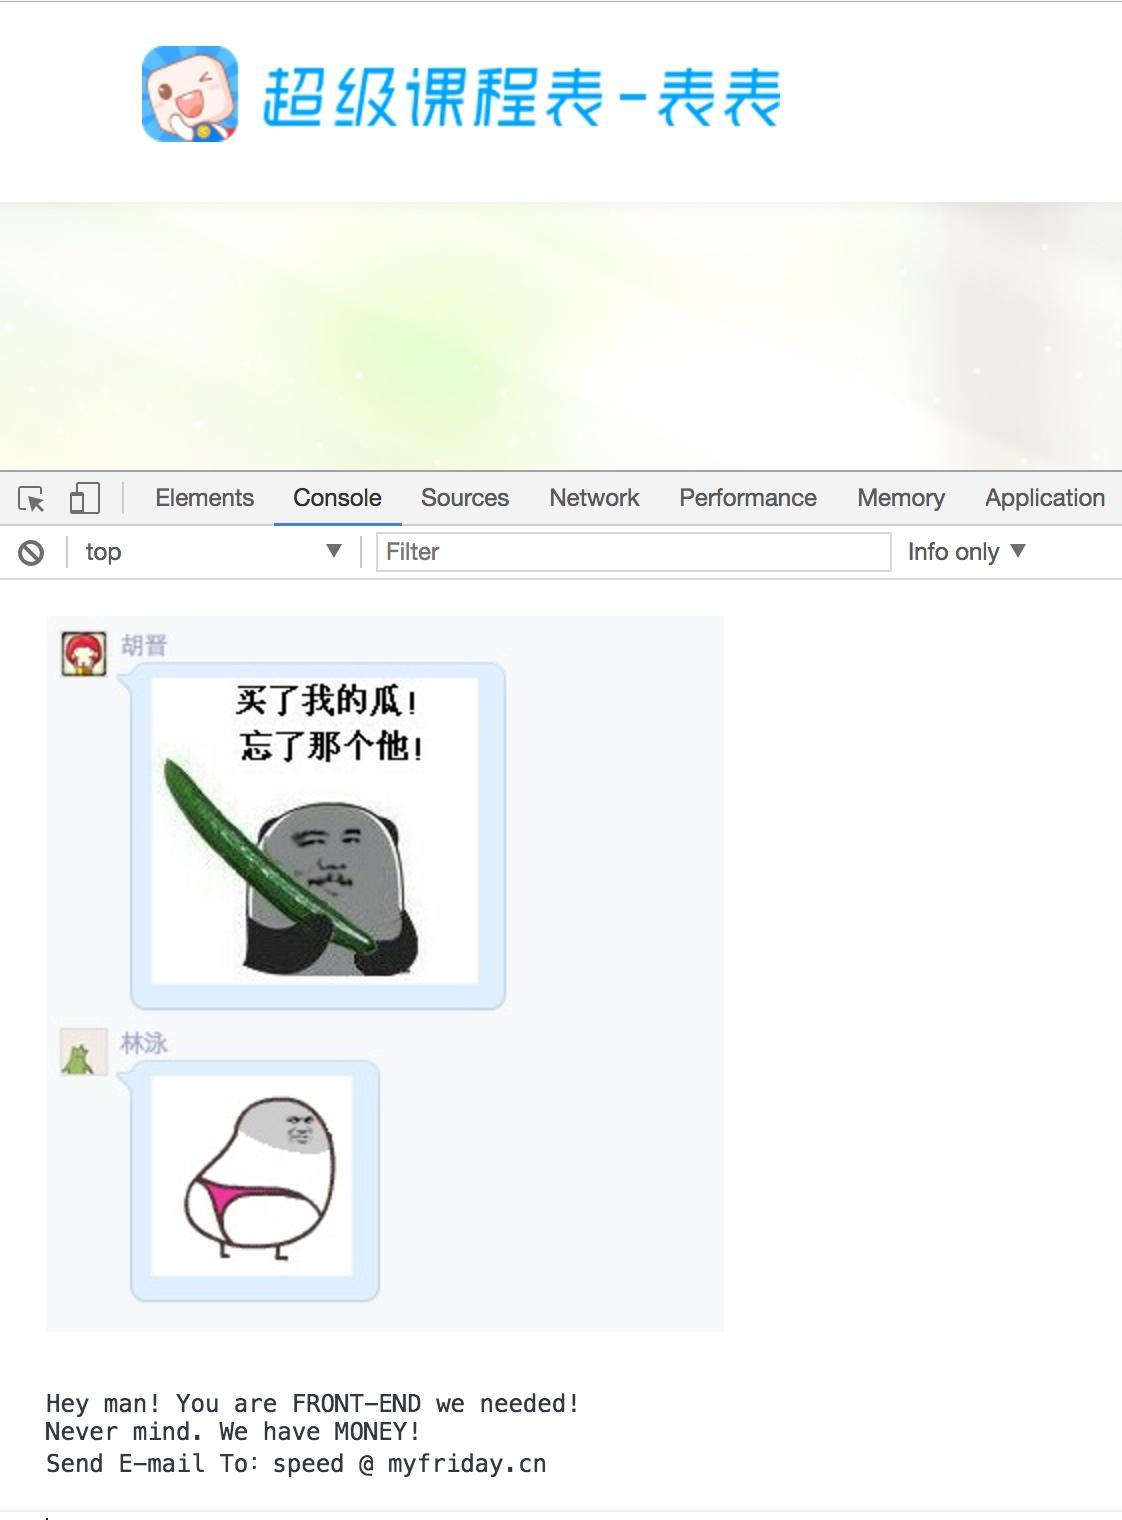 超级课程表-表表
Elements Console Sources Network Performance Memory Application
top Filter Info only
胡晋
买了我的瓜!
忘了那个他!
林泳
Hey man! You are FRONT-END we needed!
Never mind. We have MONEY!
Send E-mail To: speed @ myfriday.cn